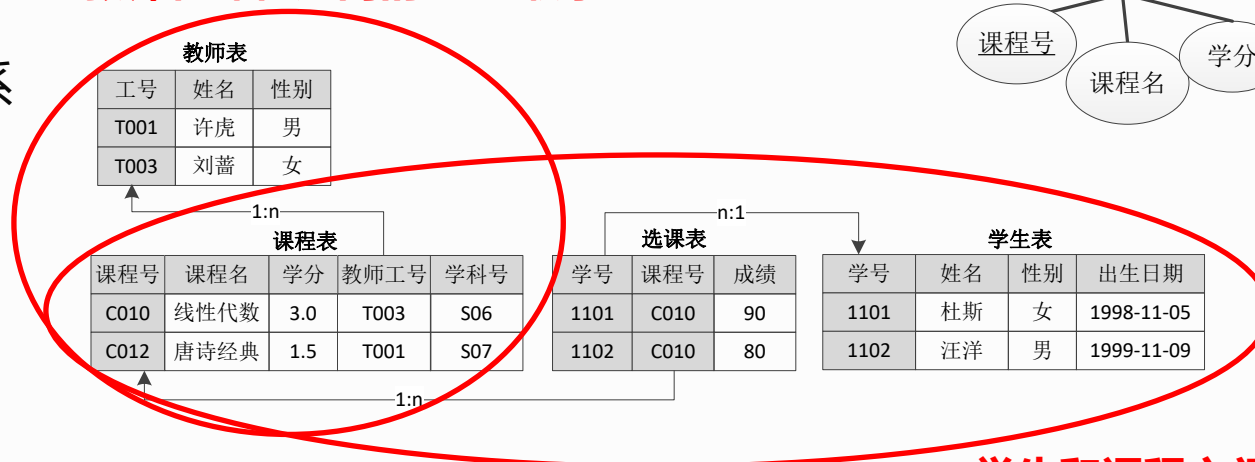 系
课程号
课程名
学分
教师表
工号 姓名 性别
T001 许虎 男
T003 刘蔷 女
1:n
n:1
课程表
课程号 课程名 学分 教师工号 学科号
C010 线性代数 3.0 T003 S06
C012 唐诗经典 1.5 T001 S07
1:n
选课表
学号 课程号 成绩
1101 C010 90
1102 C010 80
学生表
学号 姓名 性别 出生日期
1101 杜斯 女 1998-11-05
1102 汪洋 男 1999-11-09